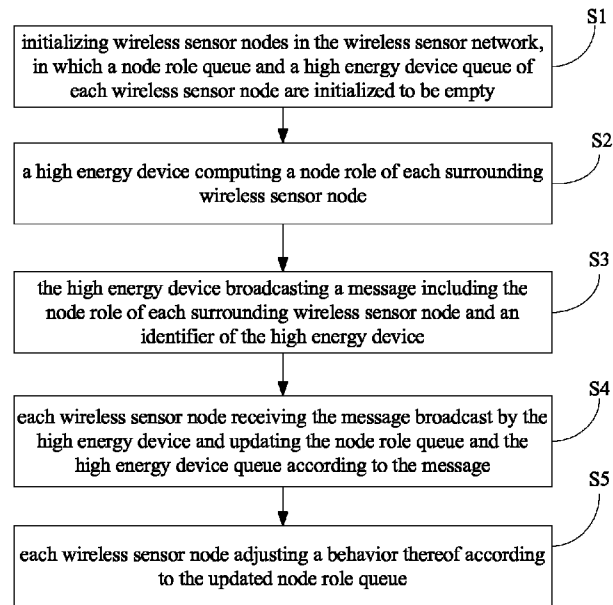 S1
initializing wireless sensor nodes in the wireless sensor network,
in which a node role queue and a high energy device queue of
each wireless sensor node are initialized to be empty
S2
a high energy device computing a node role of each surrounding
wireless sensor node
S3
the high energy device broadcasting a message including the
node role of each surrounding wireless sensor node and an
identifier of the high energy device
S4
each wireless sensor node receiving the message broadcast by the
high energy device and updating the node role queue and the
high energy device queue according to the message
S5
each wireless sensor node adjusting a behavior thereof according
to the updated node role queue